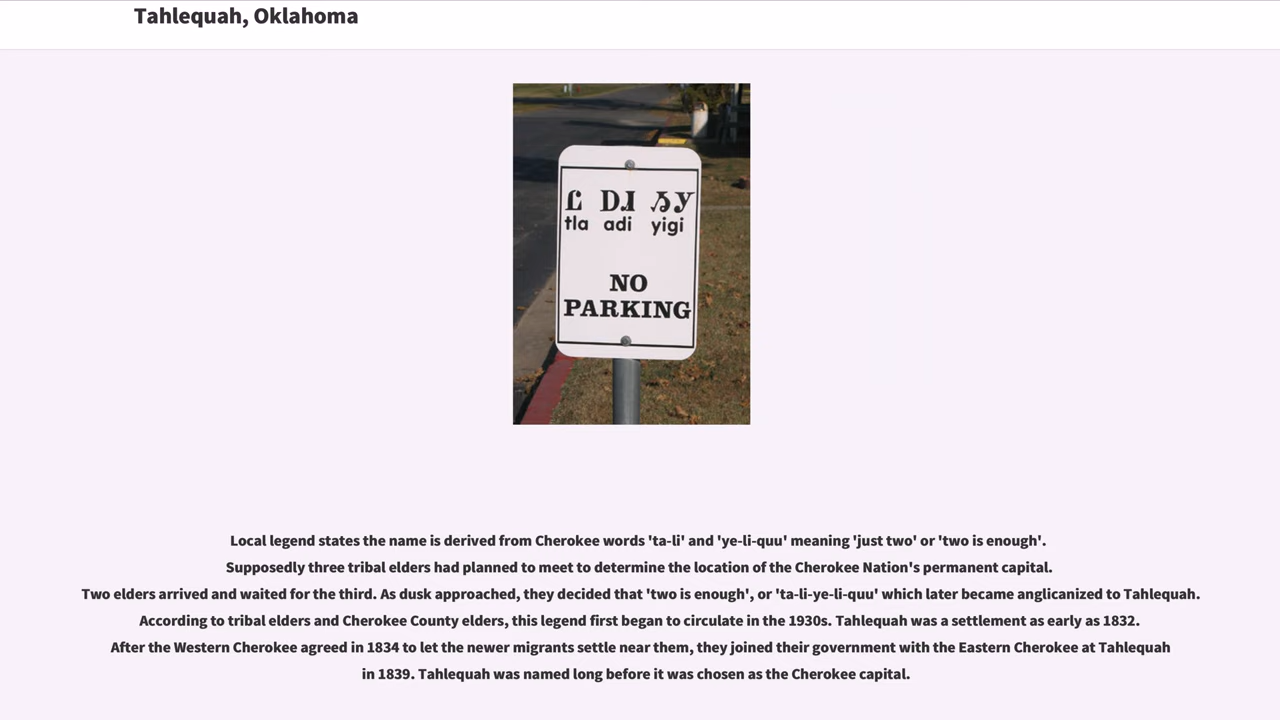 Tahlequah, Oklahoma
Ꮭ ᎠᏗ ᏱᎩ
tla adi yigi
NO
PARKING
Local legend states the name is derived from Cherokee words 'ta-li' and 'ye-li-quu' meaning 'just two' or 'two is enough'.
Supposedly three tribal elders had planned to meet to determine the location of the Cherokee Nation's permanent capital.
Two elders arrived and waited for the third. As dusk approached, they decided that 'two is enough', or 'ta-li-ye-li-quu' which later became anglicanized to Tahlequah.
According to tribal elders and Cherokee County elders, this legend first began to circulate in the 1930s. Tahlequah was a settlement as early as 1832.
After the Western Cherokee agreed in 1834 to let the newer migrants settle near them, they joined their government with the Eastern Cherokee at Tahlequah
in 1839. Tahlequah was named long before it was chosen as the Cherokee capital.